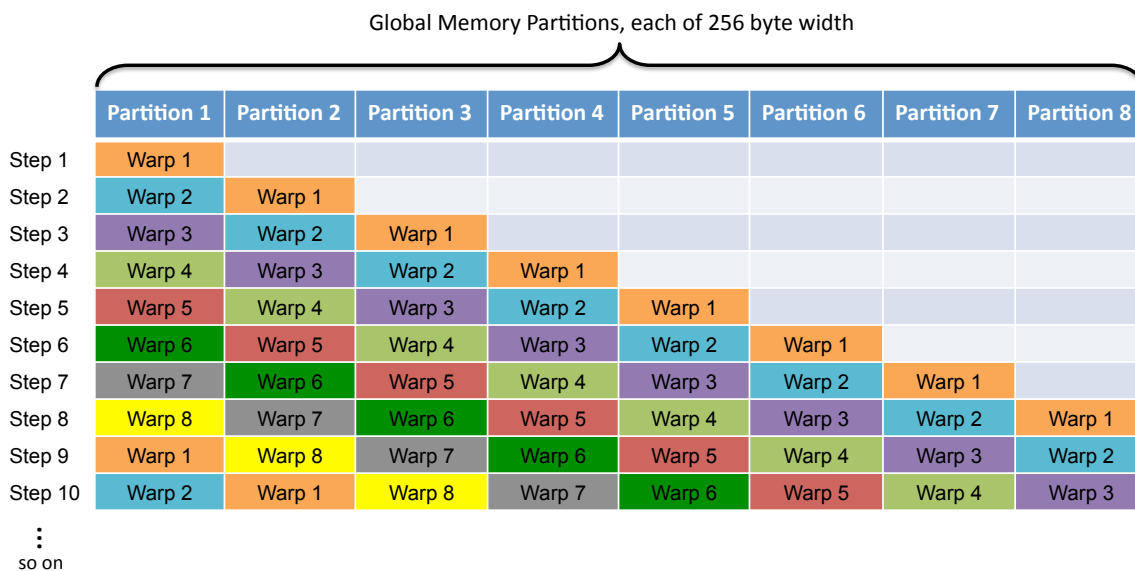 Global Memory Partitions, each of 256 byte width
Partition 1 Partition 2 Partition 3 Partition 4 Partition 5 Partition 6 Partition 7 Partition 8
Step 1 Warp 1
Step 2 Warp 2 Warp 1
Step 3 Warp 3 Warp 2 Warp 1
Step 4 Warp 4 Warp 3 Warp 2 Warp 1
Step 5 Warp 5 Warp 4 Warp 3 Warp 2 Warp 1
Step 6 Warp 6 Warp 5 Warp 4 Warp 3 Warp 2 Warp 1
Step 7 Warp 7 Warp 6 Warp 5 Warp 4 Warp 3 Warp 2 Warp 1
Step 8 Warp 8 Warp 7 Warp 6 Warp 5 Warp 4 Warp 3 Warp 2 Warp 1
Step 9 Warp 1 Warp 8 Warp 7 Warp 6 Warp 5 Warp 4 Warp 3 Warp 2
Step 10 Warp 2 Warp 1 Warp 8 Warp 7 Warp 6 Warp 5 Warp 4 Warp 3
⋮
so on